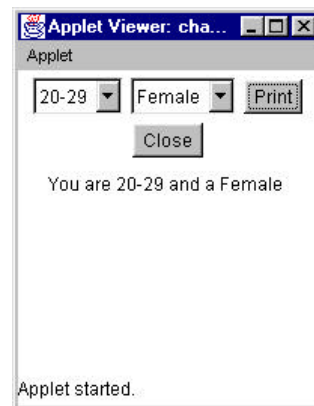 Applet Viewer: cha...
Applet
20-29 Female Print
Close
You are 20-29 and a Female
Applet started.